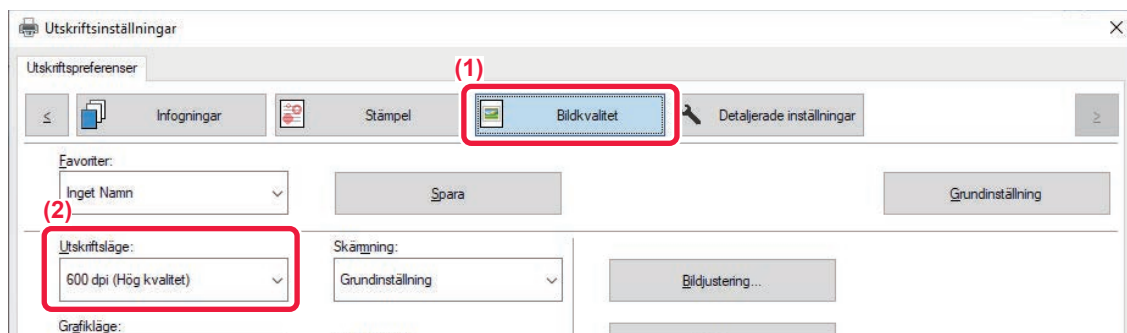 Utskriftsinställningar
Utskriftspreferenser
(1)
Infogningar Stämpel Bildkvalitet Detaljerade inställningar
Favoriter:
Inget Namn Spara Grundinställning
(2)
Utskriftsläge: Skärmning:
600 dpi (Hög kvalitet) Grundinställning Bildjustering...
Grafikläge: